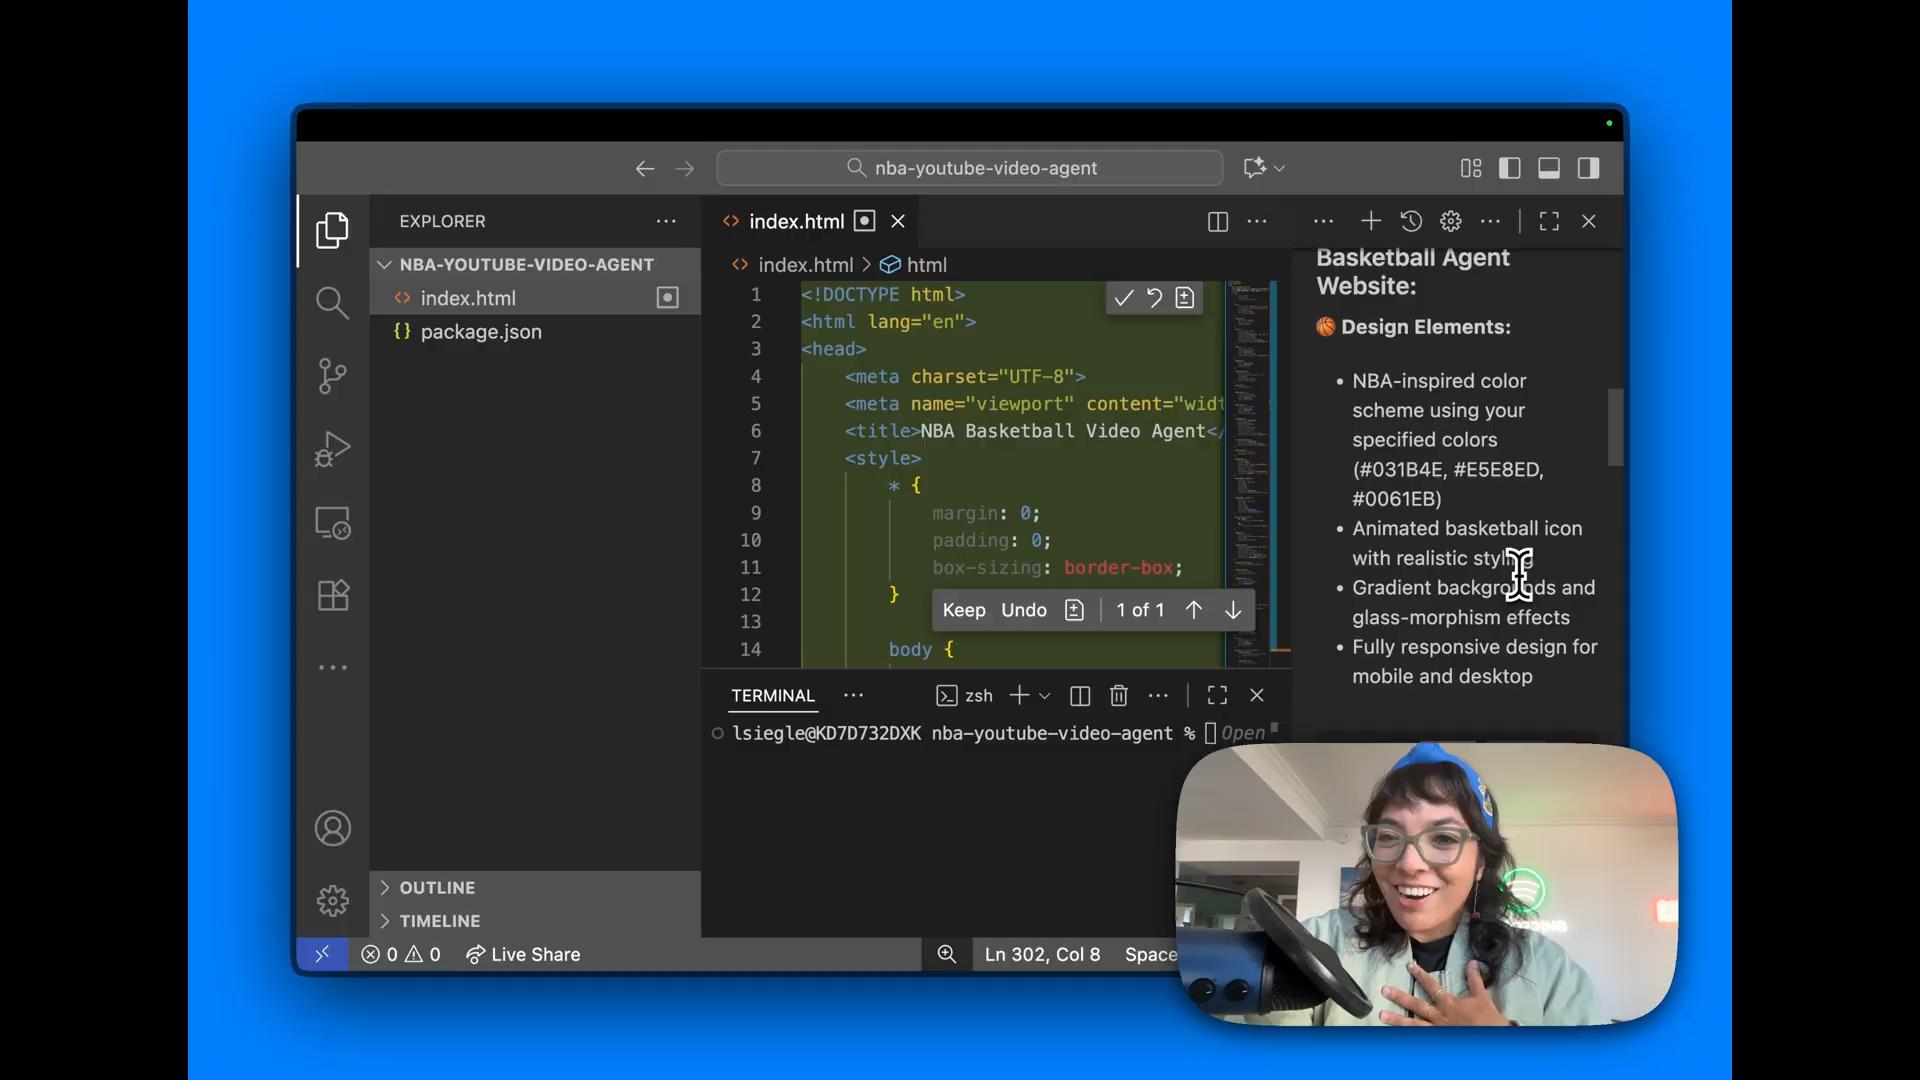 nba-youtube-video-agent
EXPLORER
NBA-YOUTUBE-VIDEO-AGENT
index.html
package.json
OUTLINE
TIMELINE
index.html
index.html > html
1 <!DOCTYPE html>
2 <html lang="en">
3 <head>
4 <meta charset="UTF-8">
5 <meta name="viewport" content="widt
6 <title>NBA Basketball Video Agent</
7 <style>
8 * {
9 margin: 0;
10 padding: 0;
11 box-sizing: border-box;
12 }
13
14 body {
Keep Undo 1 of 1
TERMINAL
zsh
lsiegle@KD7D732DXK nba-youtube-video-agent % Open
Basketball Agent
Website:
🏀 Design Elements:
• NBA-inspired color
scheme using your
specified colors
(#031B4E, #E5E8ED,
#0061EB)
• Animated basketball icon
with realistic styling
• Gradient backgrounds and
glass-morphism effects
• Fully responsive design for
mobile and desktop
0 0 Live Share
Ln 302, Col 8
Space